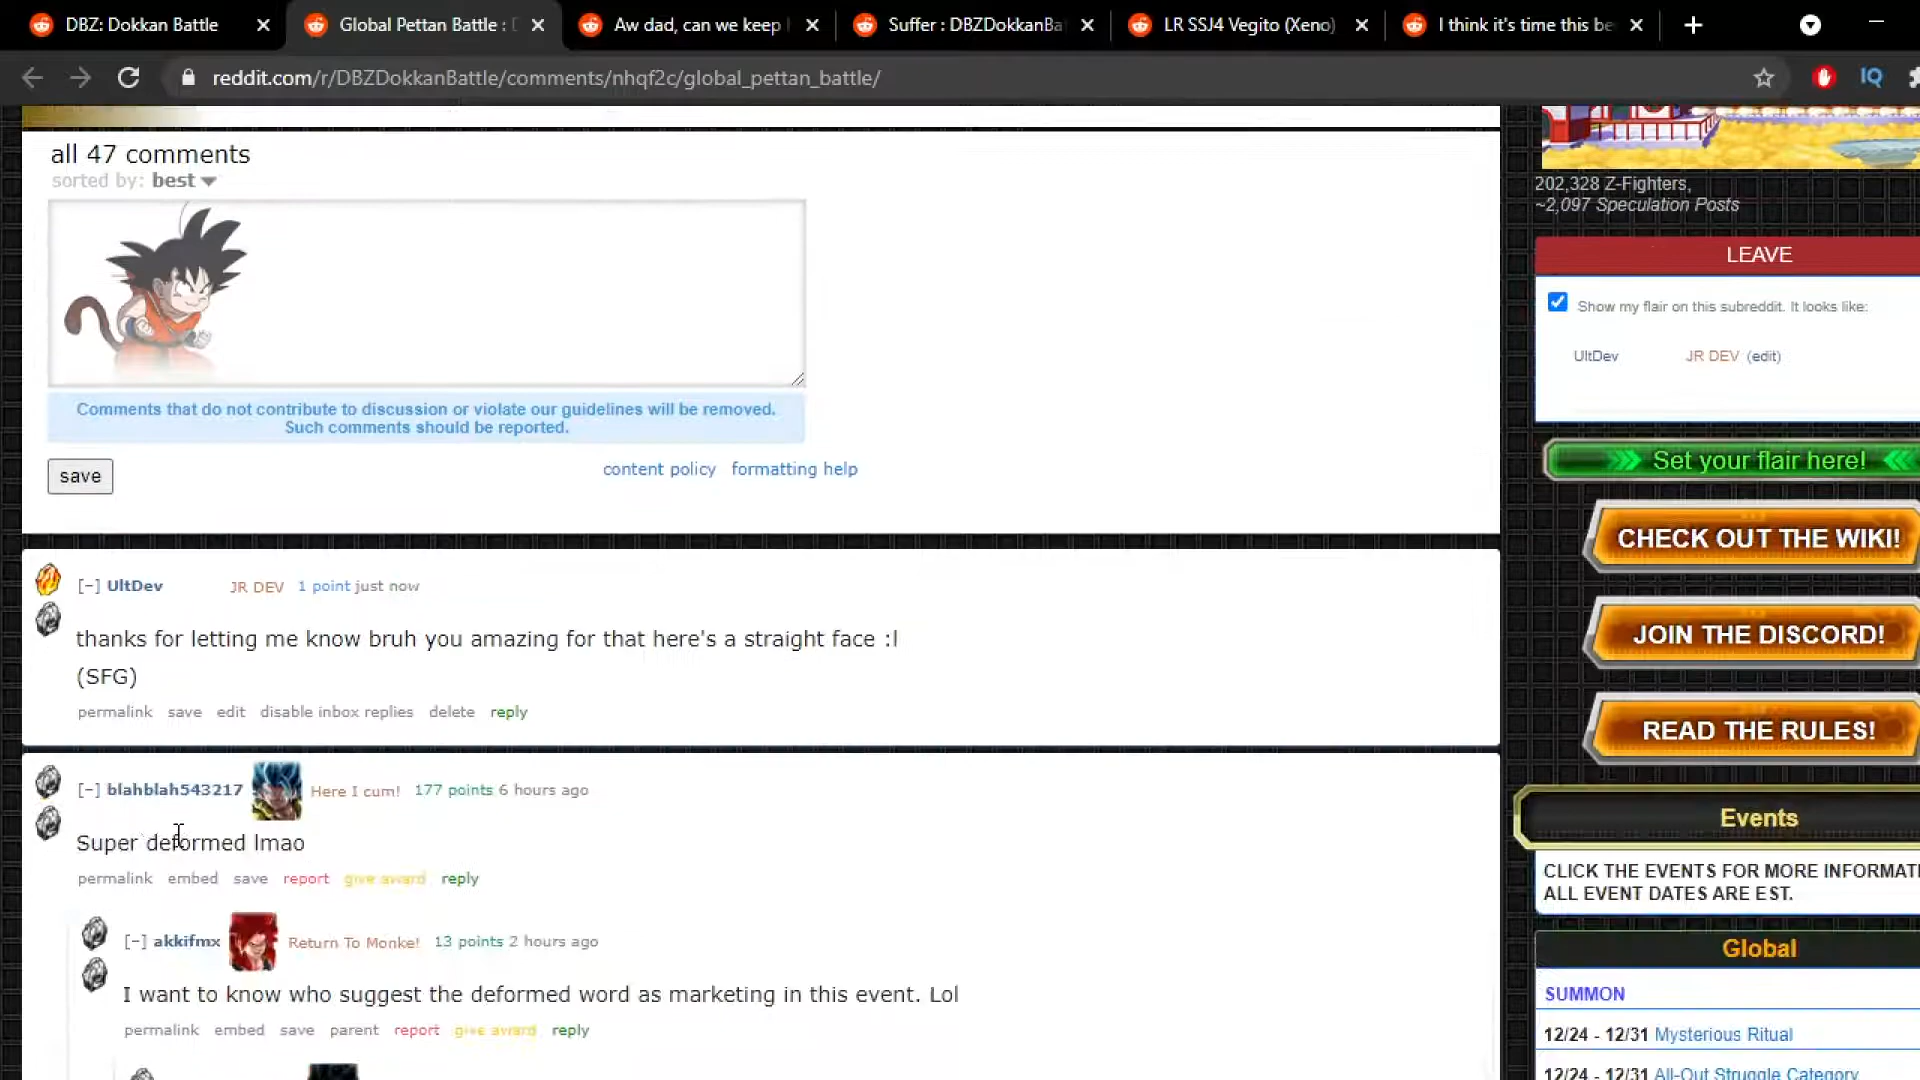 DBZ: Dokkan Battle
Global Pettan Battle :
Aw dad, can we keep
Suffer : DBZDokkanBa
LR SSJ4 Vegito (Xeno)
I think it's time this be
reddit.com/r/DBZDokkanBattle/comments/nhqf2c/global_pettan_battle/
IQ
all 47 comments
sorted by: best
Comments that do not contribute to discussion or violate our guidelines will be removed.
Such comments should be reported.
save
content policy formatting help
[–] UltDev JR DEV 1 point just now
thanks for letting me know bruh you amazing for that here's a straight face :l
(SFG)
permalink save edit disable inbox replies delete reply
[–] blahblah543217 Here I cum! 177 points 6 hours ago
Super deformed lmao
permalink embed save report give award reply
[–] akkifmx Return To Monke! 13 points 2 hours ago
I want to know who suggest the deformed word as marketing in this event. Lol
permalink embed save parent report give award reply
202,328 Z-Fighters,
~2,097 Speculation Posts
LEAVE
Show my flair on this subreddit. It looks like:
UltDev JR DEV (edit)
Set your flair here!
CHECK OUT THE WIKI!
JOIN THE DISCORD!
READ THE RULES!
Events
CLICK THE EVENTS FOR MORE INFORMATI
ALL EVENT DATES ARE EST.
Global
SUMMON
12/24 - 12/31 Mysterious Ritual
12/24 - 12/31 All-Out Struggle Category